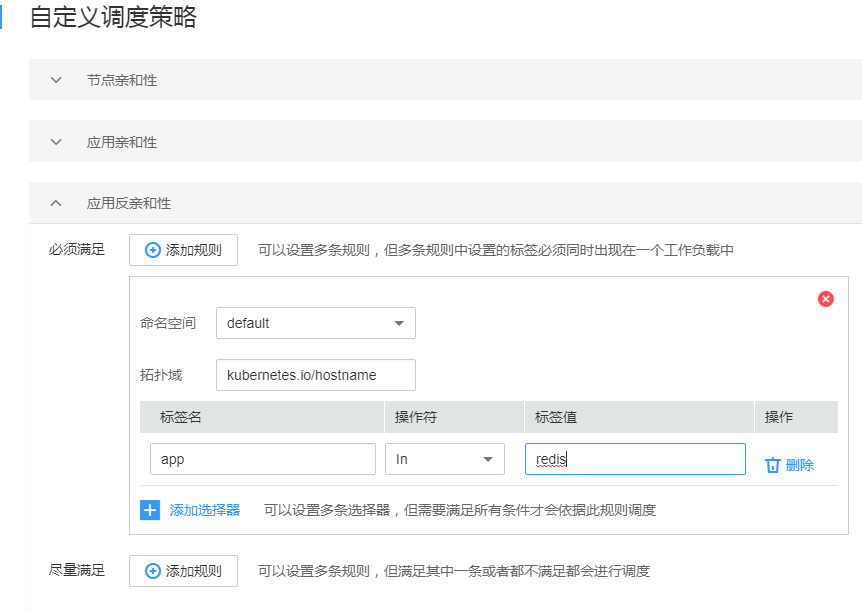 自定义调度策略
节点亲和性
应用亲和性
应用反亲和性
必须满足 添加规则 可以设置多条规则，但多条规则中设置的标签必须同时出现在一个工作负载中
命名空间 default
拓扑域 kubernetes.io/hostname
标签名 操作符 标签值 操作
app In redis 删除
添加选择器 可以设置多条选择器，但需要满足所有条件才会依据此规则调度
尽量满足 添加规则 可以设置多条规则，但满足其中一条或者都不满足都会进行调度